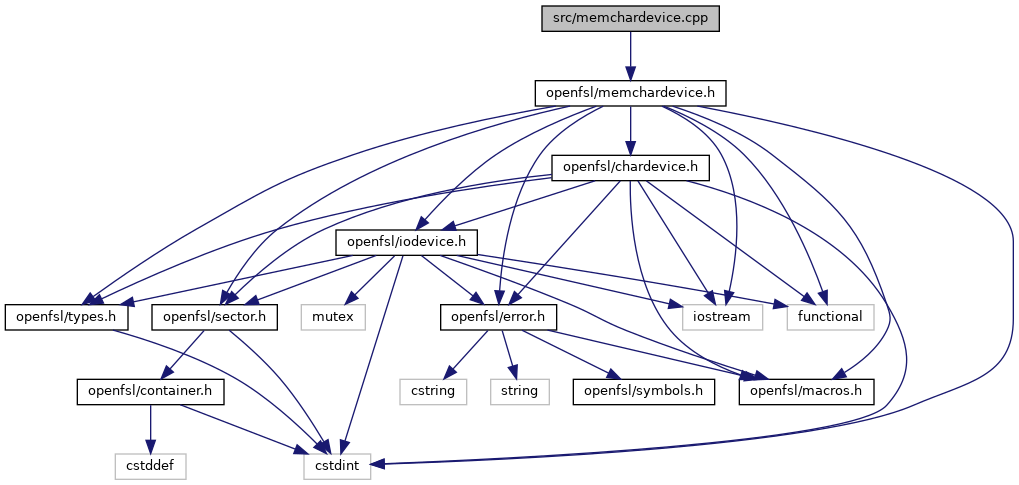 src/memchardevice.cpp
openfsl/memchardevice.h
openfsl/chardevice.h
openfsl/iodevice.h
openfsl/types.h
openfsl/sector.h
mutex
openfsl/error.h
iostream
functional
openfsl/container.h
cstring
string
openfsl/symbols.h
openfsl/macros.h
cstddef
cstdint